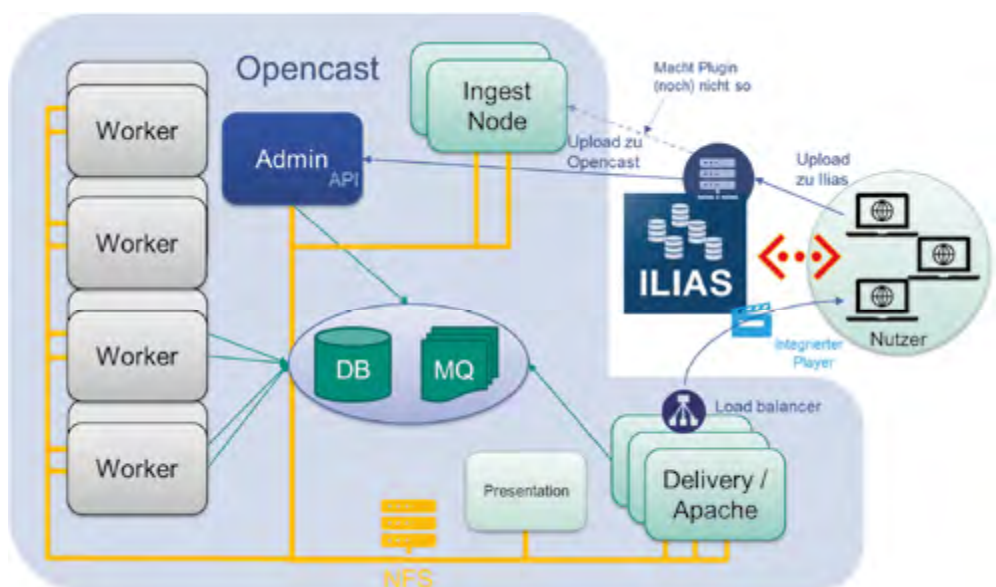 Opencast
Worker
Worker
Worker
Worker
Admin
API
Ingest
Node
Upload zu
Opencast
Macht Plugin
(noch) nicht so
Upload
zu Ilias
ILIAS
Nutzer
Integrierter
Player
Load balancer
DB
MQ
Presentation
Delivery /
Apache
NFS